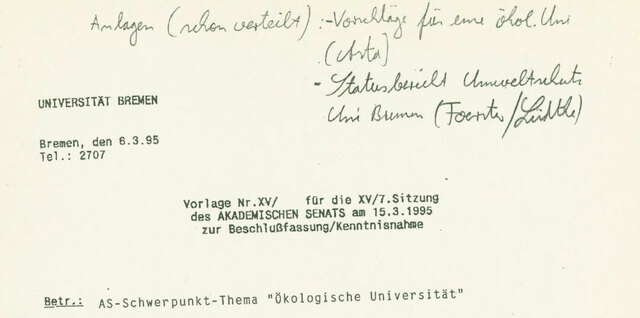 Anlagen (schon verteilt): - Vorschläge für eine ökol. Uni
(Asta)
- Statusbericht Umweltschutz
Uni Bremen (Foerster/Lüdtke)
UNIVERSITÄT BREMEN
Bremen, den 6.3.95
Tel.: 2707
Vorlage Nr.XV/ für die XV/7.Sitzung
des AKADEMISCHEN SENATS am 15.3.1995
zur Beschlußfassung/Kenntnisnahme
Betr.: AS-Schwerpunkt-Thema "Ökologische Universität"